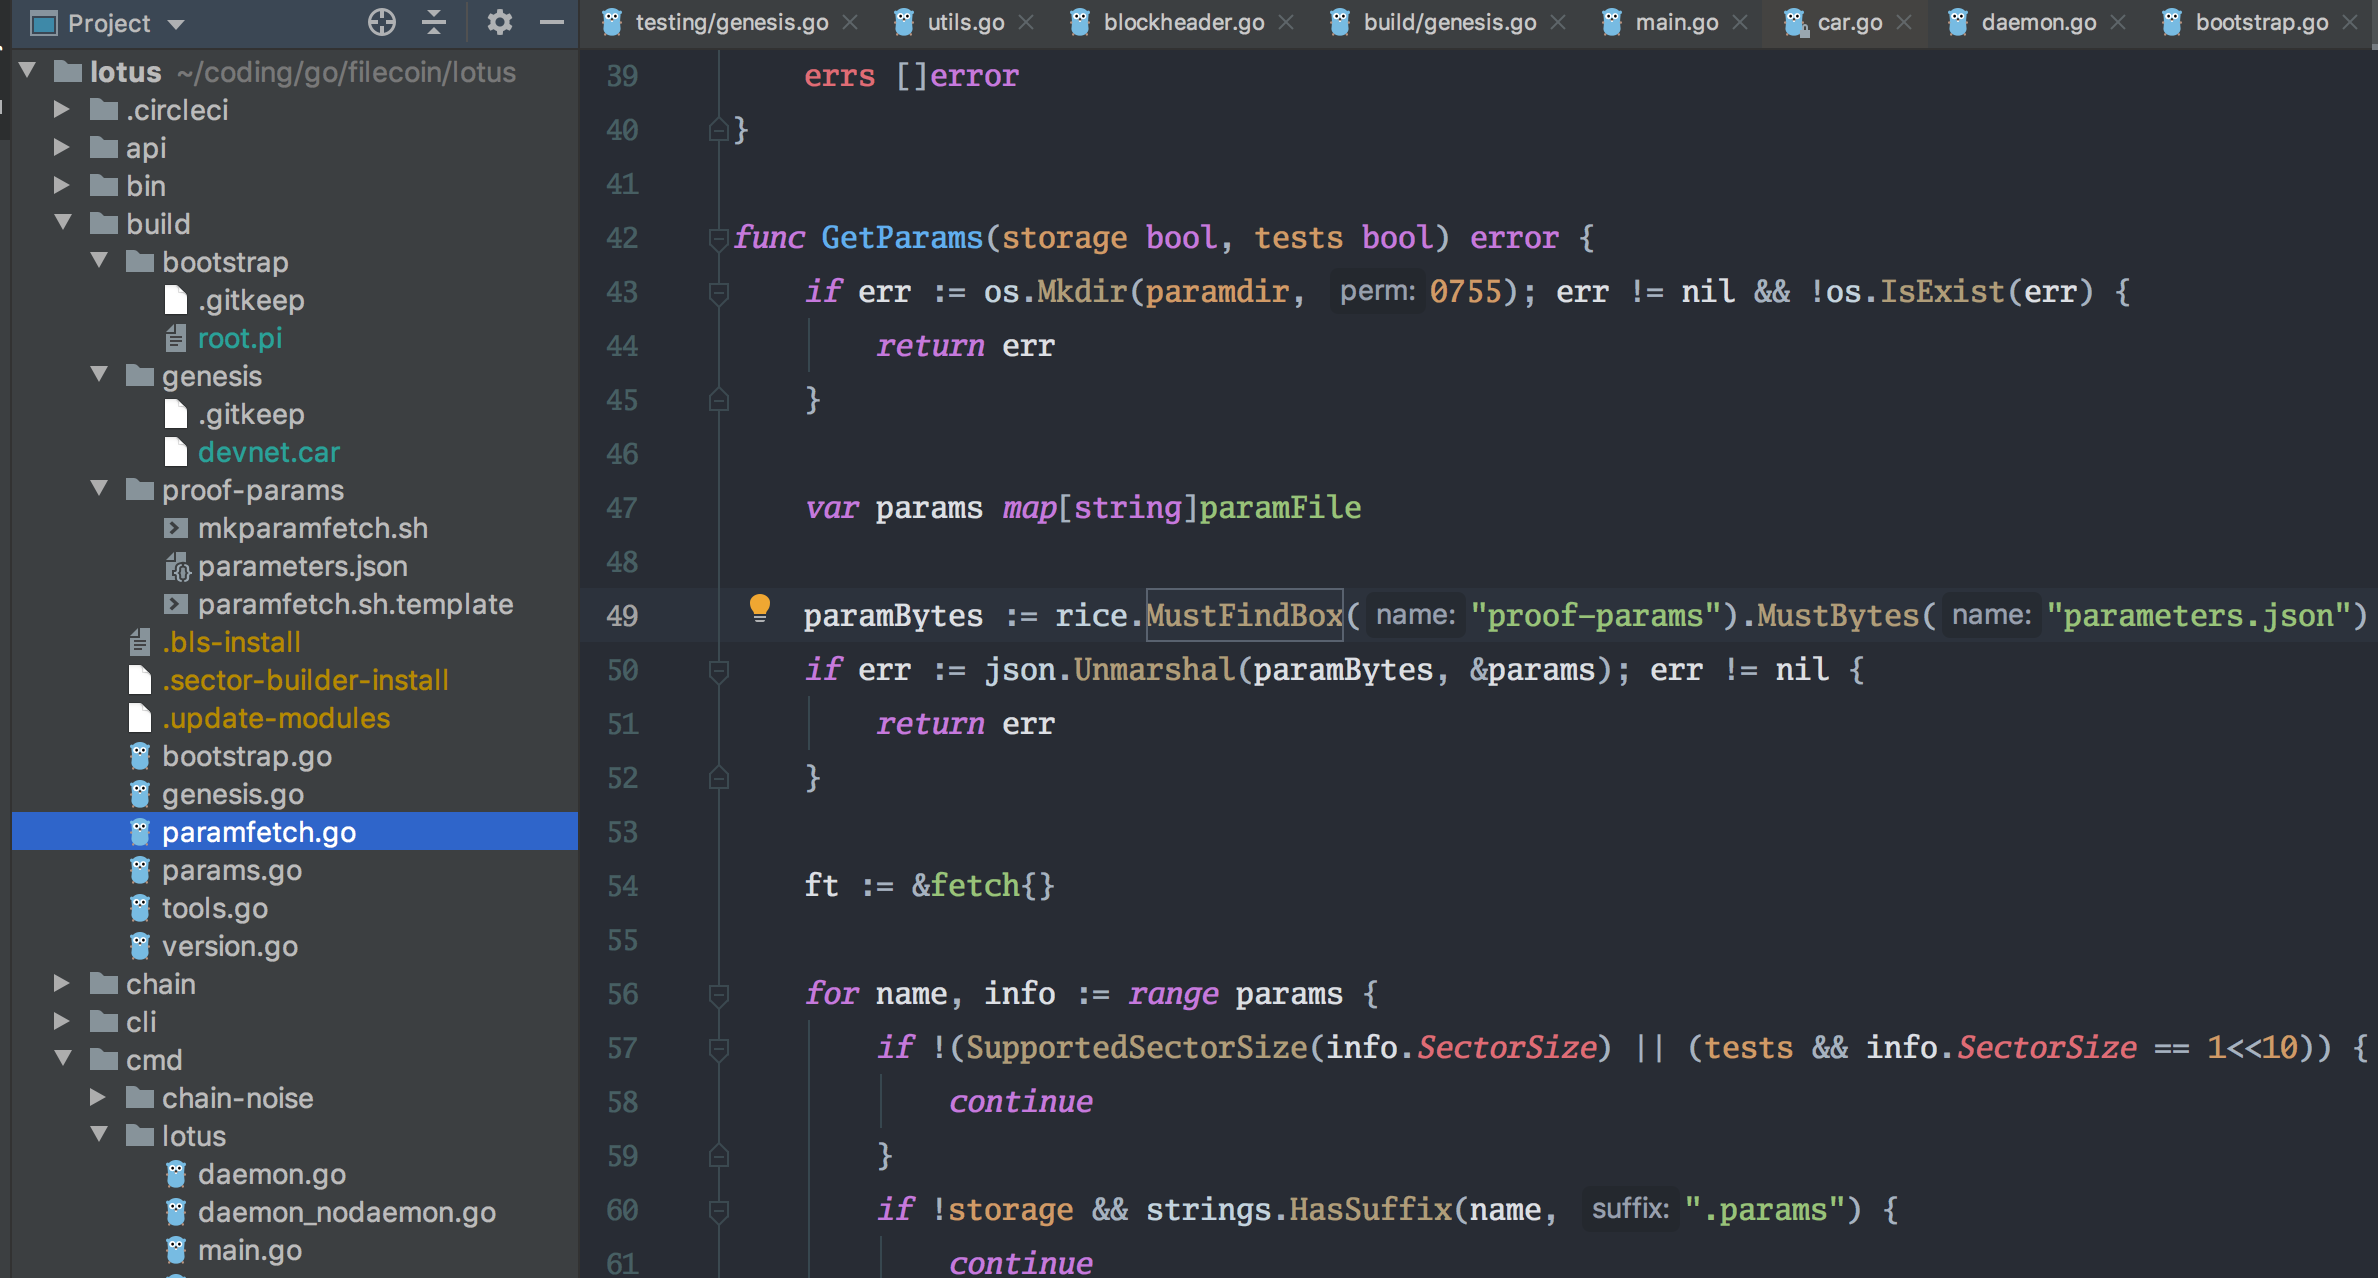 Project
testing/genesis.go
utils.go
blockheader.go
build/genesis.go
main.go
car.go
daemon.go
bootstrap.go
lotus ~/coding/go/filecoin/lotus
.circleci
api
bin
build
bootstrap
.gitkeep
root.pi
genesis
.gitkeep
devnet.car
proof-params
mkparamfetch.sh
parameters.json
paramfetch.sh.template
.bls-install
.sector-builder-install
.update-modules
bootstrap.go
genesis.go
paramfetch.go
params.go
tools.go
version.go
chain
cli
cmd
chain-noise
lotus
daemon.go
daemon_nodaemon.go
main.go
39 errs []error
40 }
41
42 func GetParams(storage bool, tests bool) error {
43 if err := os.Mkdir(paramdir, perm: 0755); err != nil && !os.IsExist(err) {
44 return err
45 }
46
47 var params map[string]paramFile
48
49 paramBytes := rice.MustFindBox( name: "proof-params").MustBytes( name: "parameters.json")
50 if err := json.Unmarshal(paramBytes, &params); err != nil {
51 return err
52 }
53
54 ft := &fetch{}
55
56 for name, info := range params {
57 if !(SupportedSectorSize(info.SectorSize) || (tests && info.SectorSize == 1<<10)) {
58 continue
59 }
60 if !storage && strings.HasSuffix(name, suffix: ".params") {
61 continue